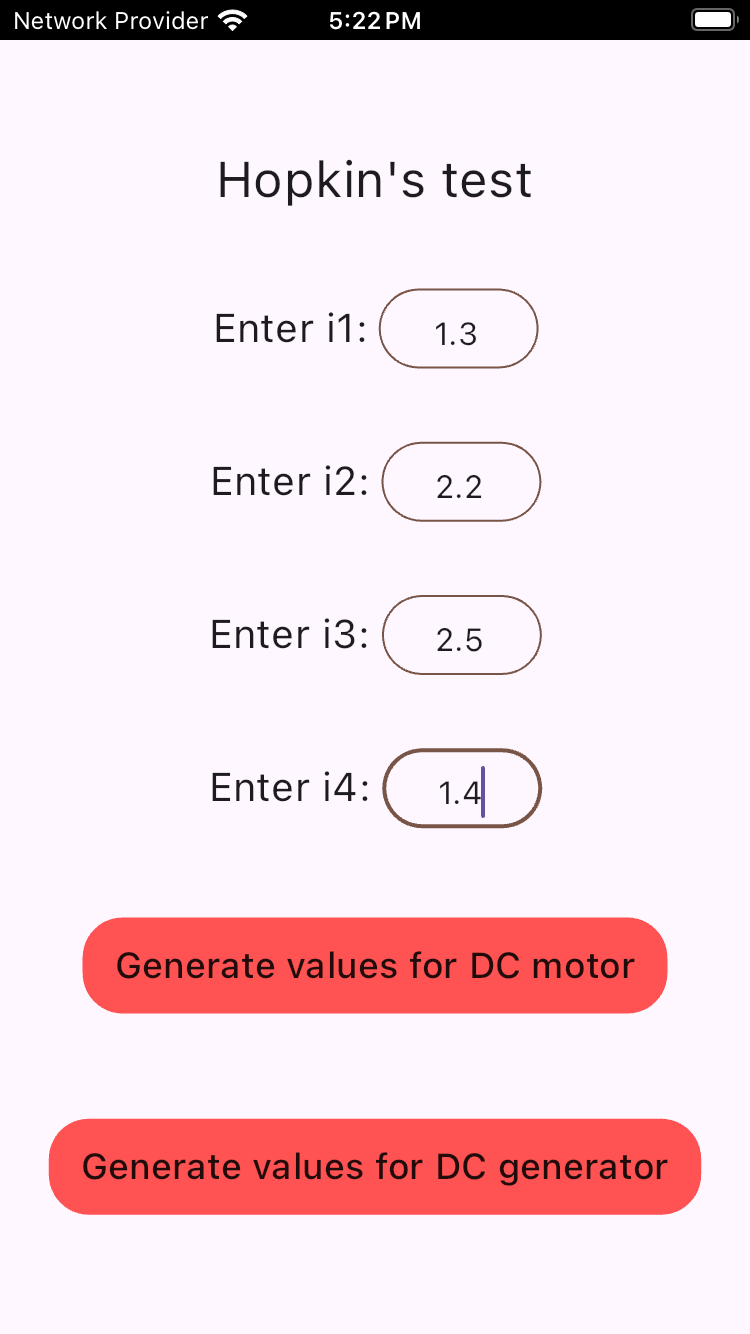 Network Provider 5:22 PM
Hopkin's test
Enter i1: 1.3
Enter i2: 2.2
Enter i3: 2.5
Enter i4: 1.4
Generate values for DC motor
Generate values for DC generator